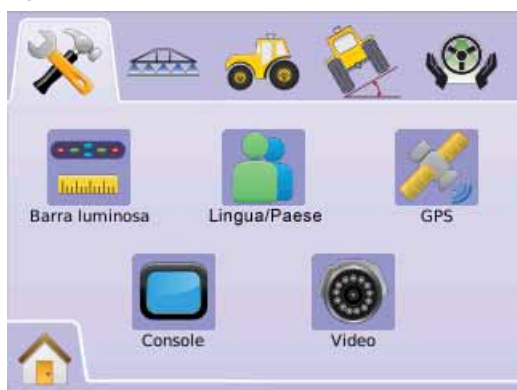 Barra luminosa
Lingua/Paese
GPS
Console
Video